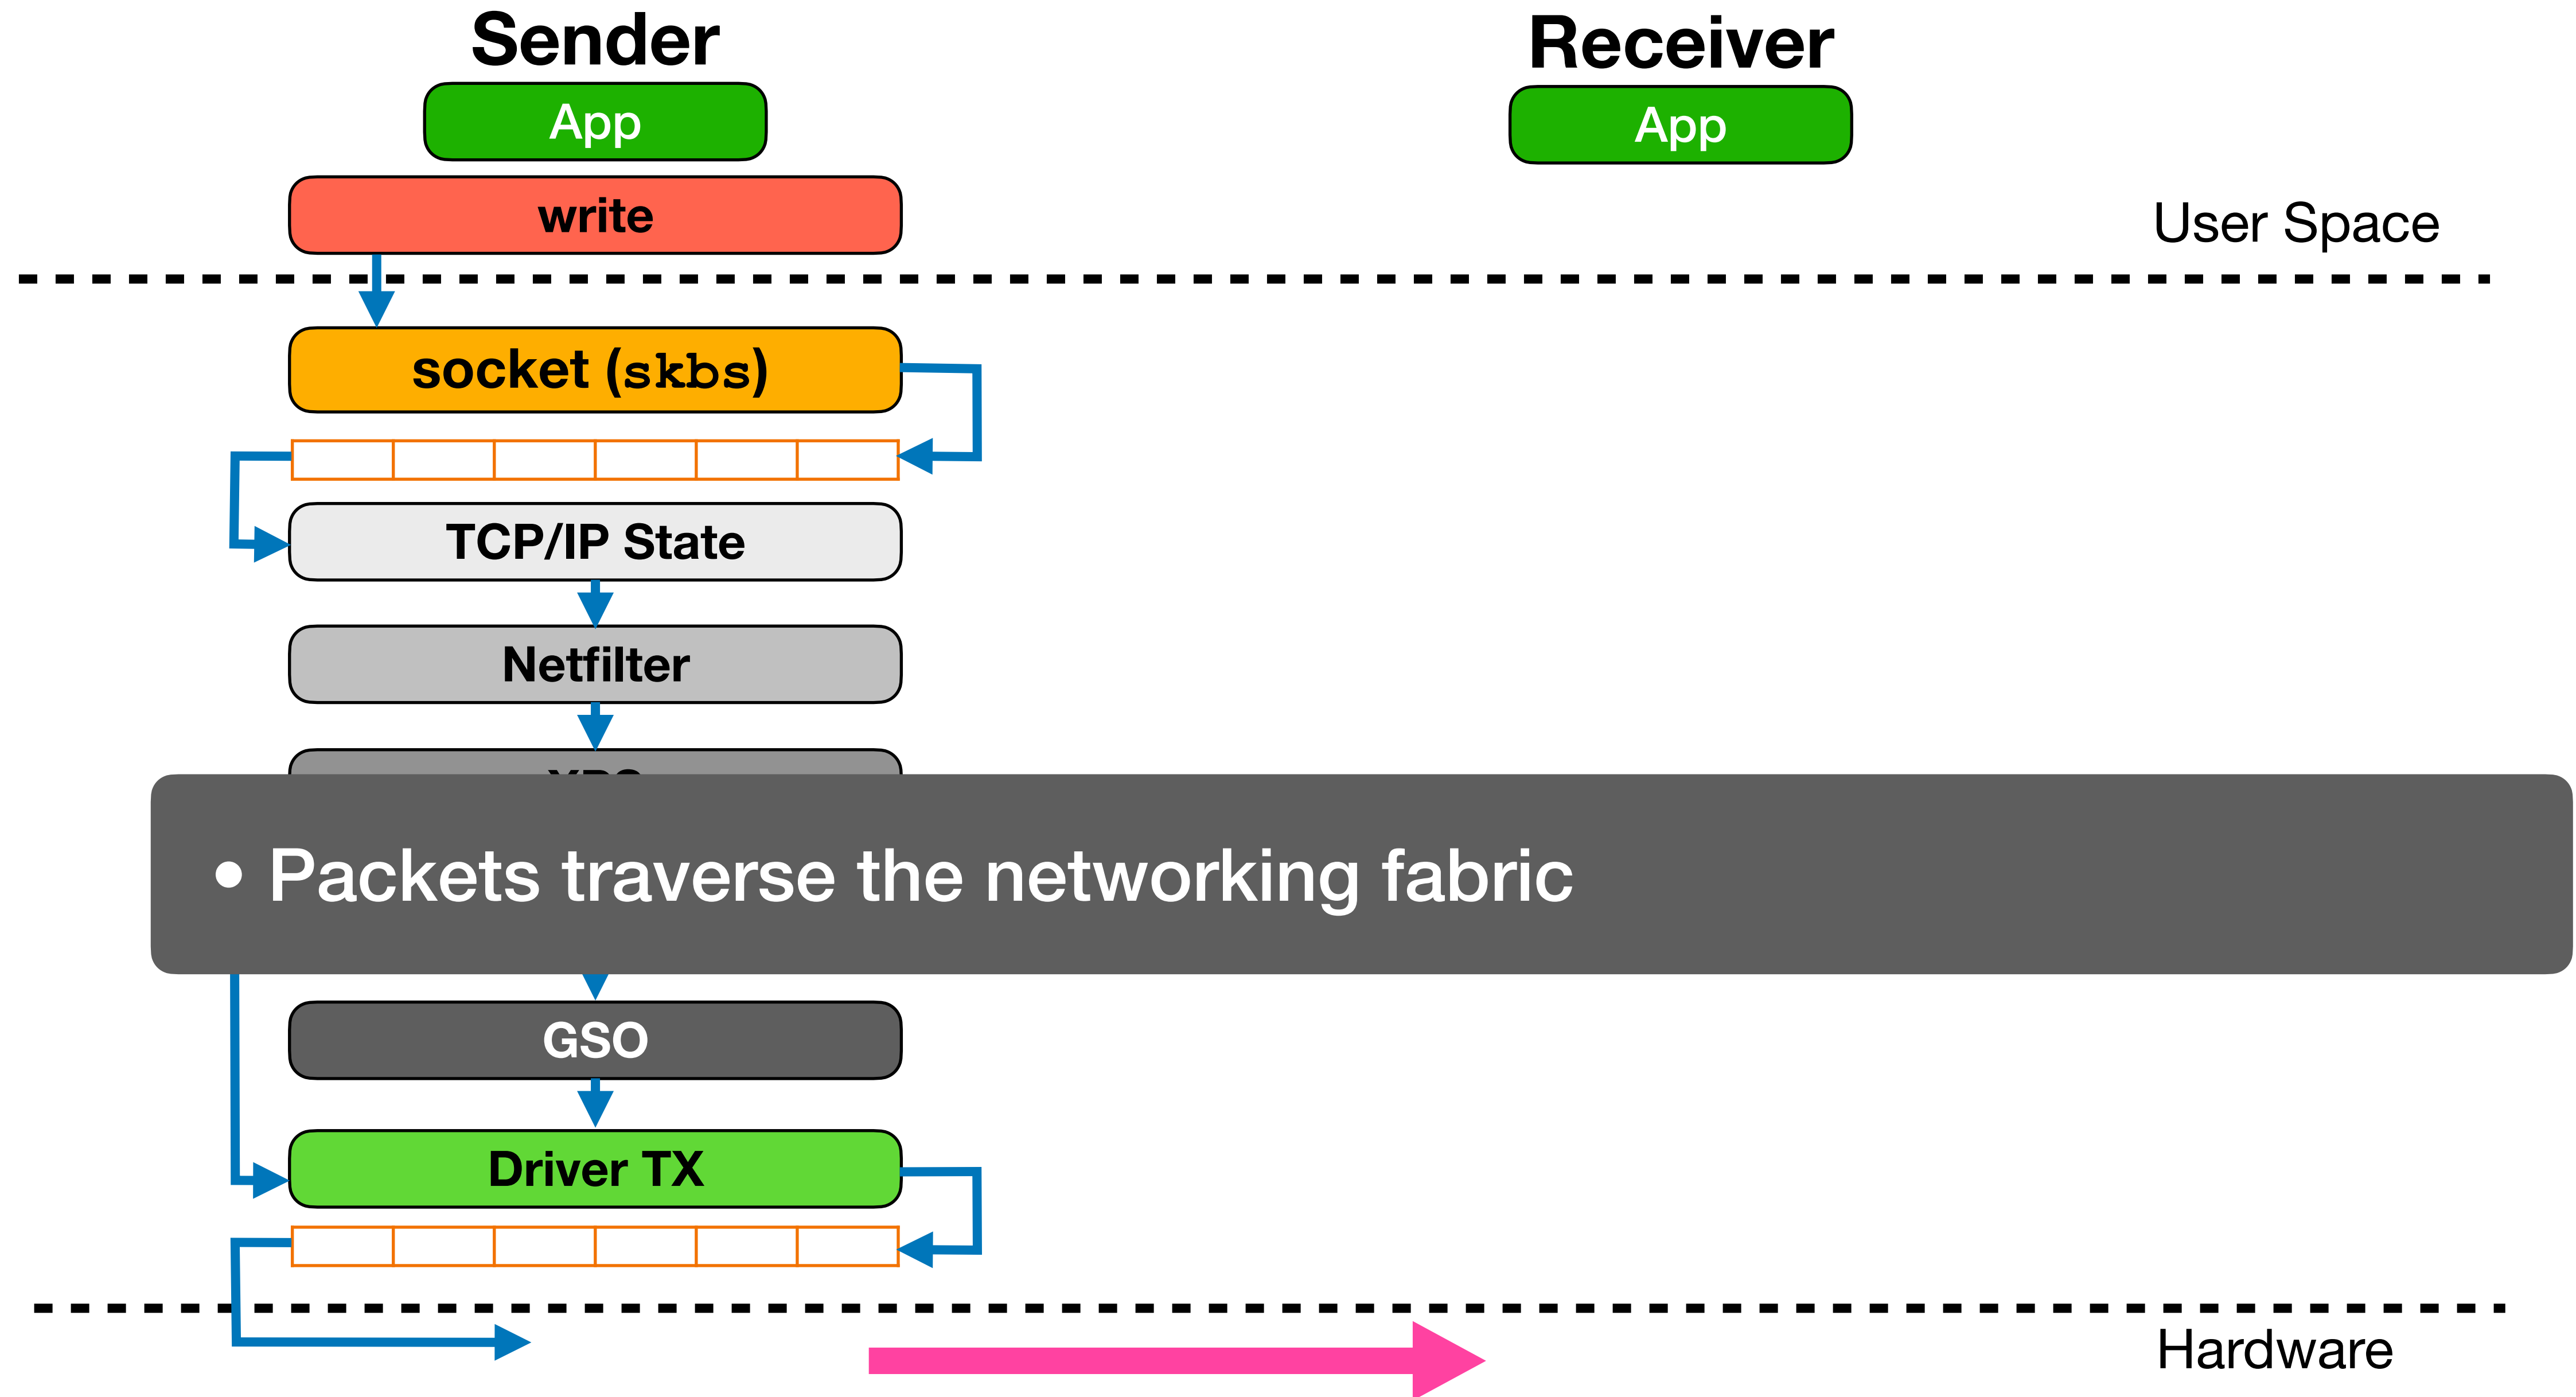 Sender
Receiver
App
App
write
User Space
socket (skbs)
TCP/IP State
Netfilter
• Packets traverse the networking fabric
GSO
Driver TX
Hardware